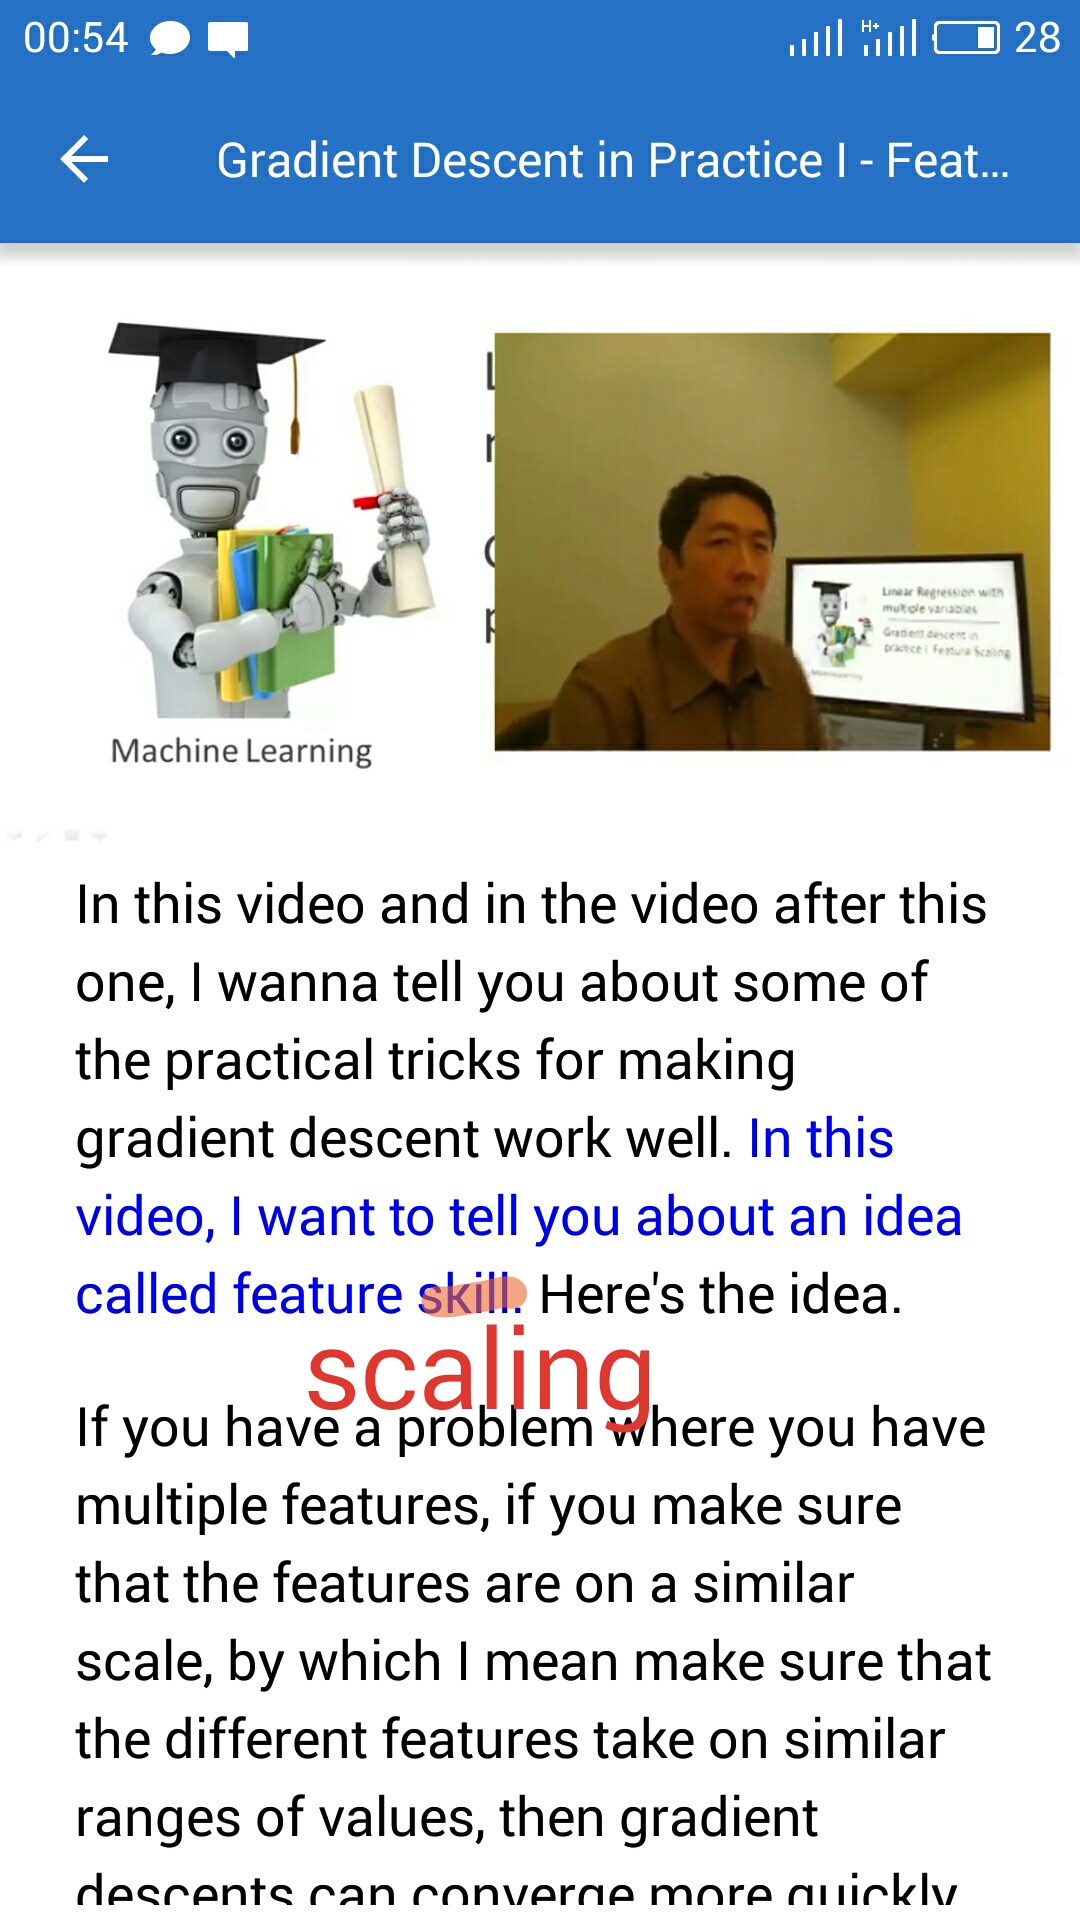 00:54 H+ 28
Gradient Descent in Practice I - Feat...
Linear Regression with
multiple variables
Gradient descent in
practice I Feature Scaling
Machine Learning
In this video and in the video after this
one, I wanna tell you about some of
the practical tricks for making
gradient descent work well. In this
video, I want to tell you about an idea
called feature skill. Here's the idea.
scaling
If you have a problem where you have
multiple features, if you make sure
that the features are on a similar
scale, by which I mean make sure that
the different features take on similar
ranges of values, then gradient
descents can converge more quickly